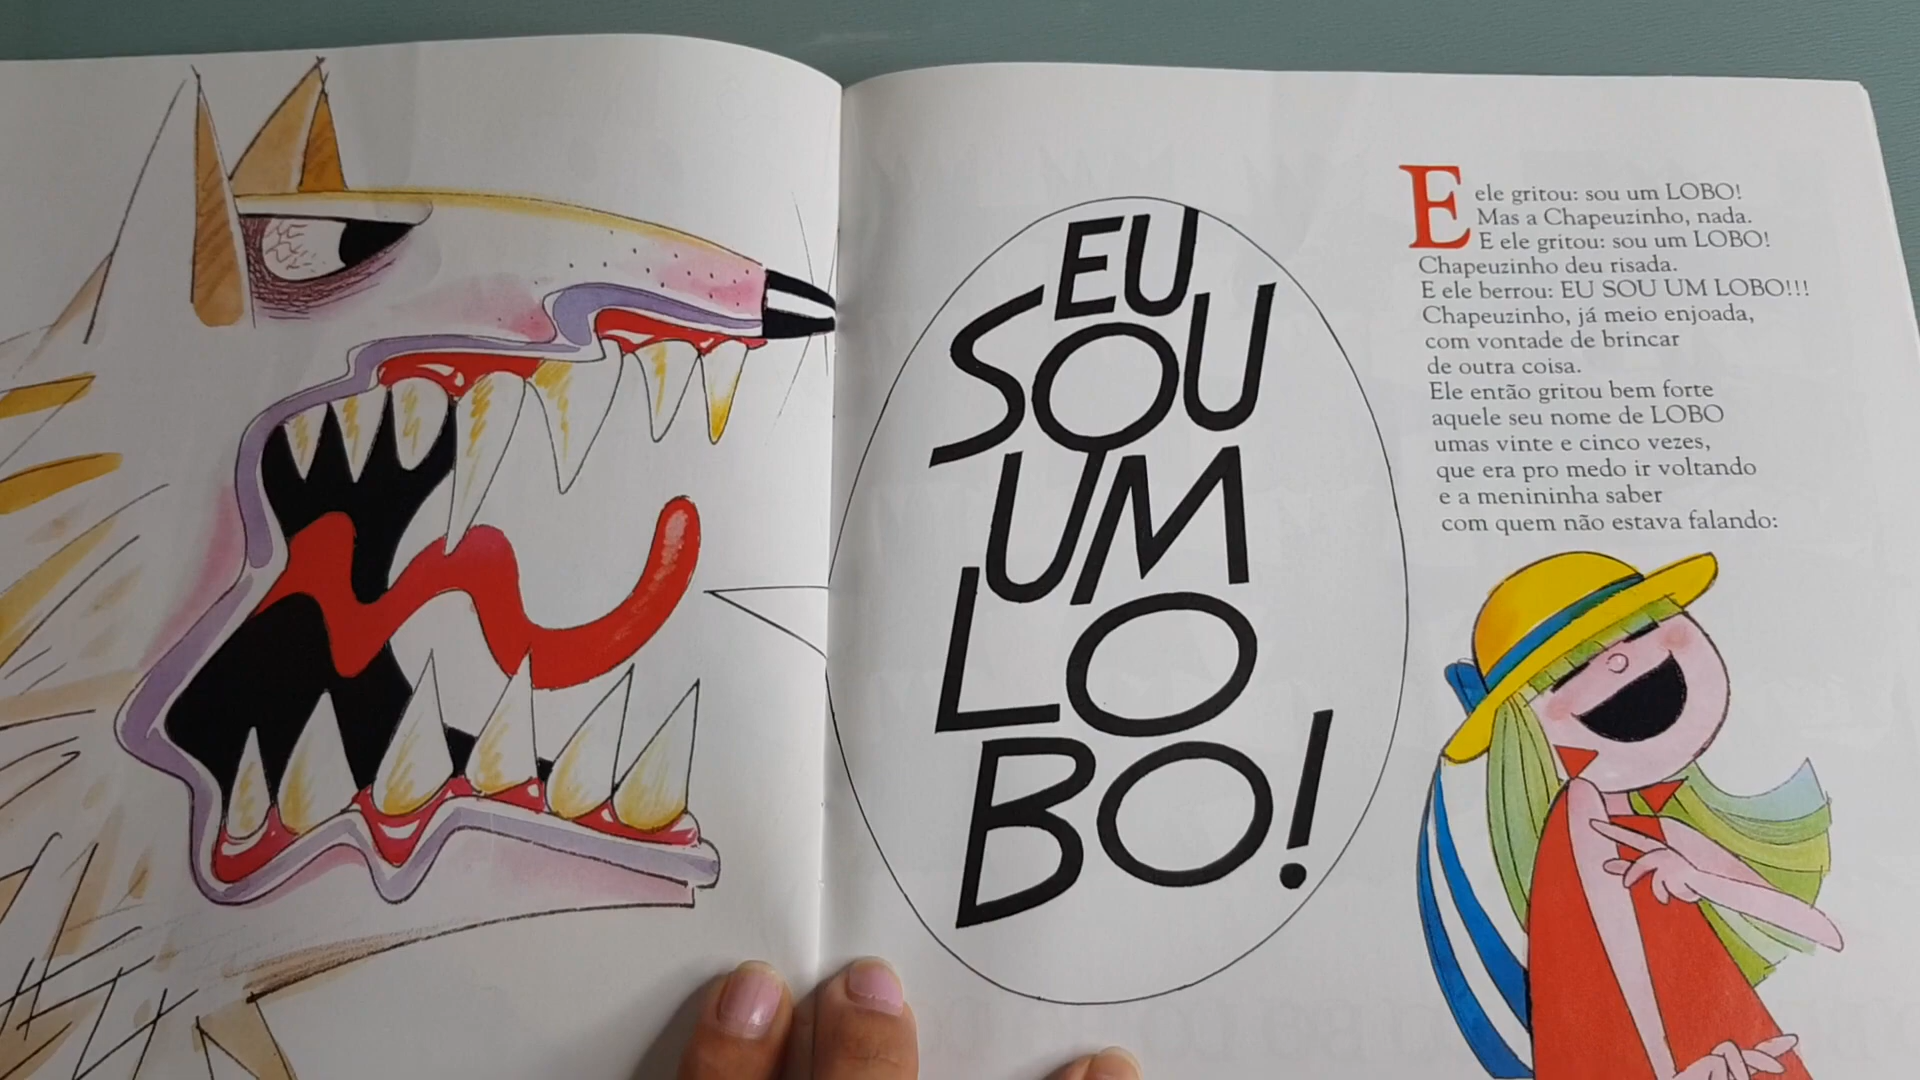 EU
SOU
UM
LO
BO!
E ele gritou: sou um LOBO!
Mas a Chapeuzinho, nada.
E ele gritou: sou um LOBO!
Chapeuzinho deu risada.
E ele berrou: EU SOU UM LOBO!!!
Chapeuzinho, já meio enjoada,
com vontade de brincar
de outra coisa.
Ele então gritou bem forte
aquele seu nome de LOBO
umas vinte e cinco vezes,
que era pro medo ir voltando
e a menininha saber
com quem não estava falando: